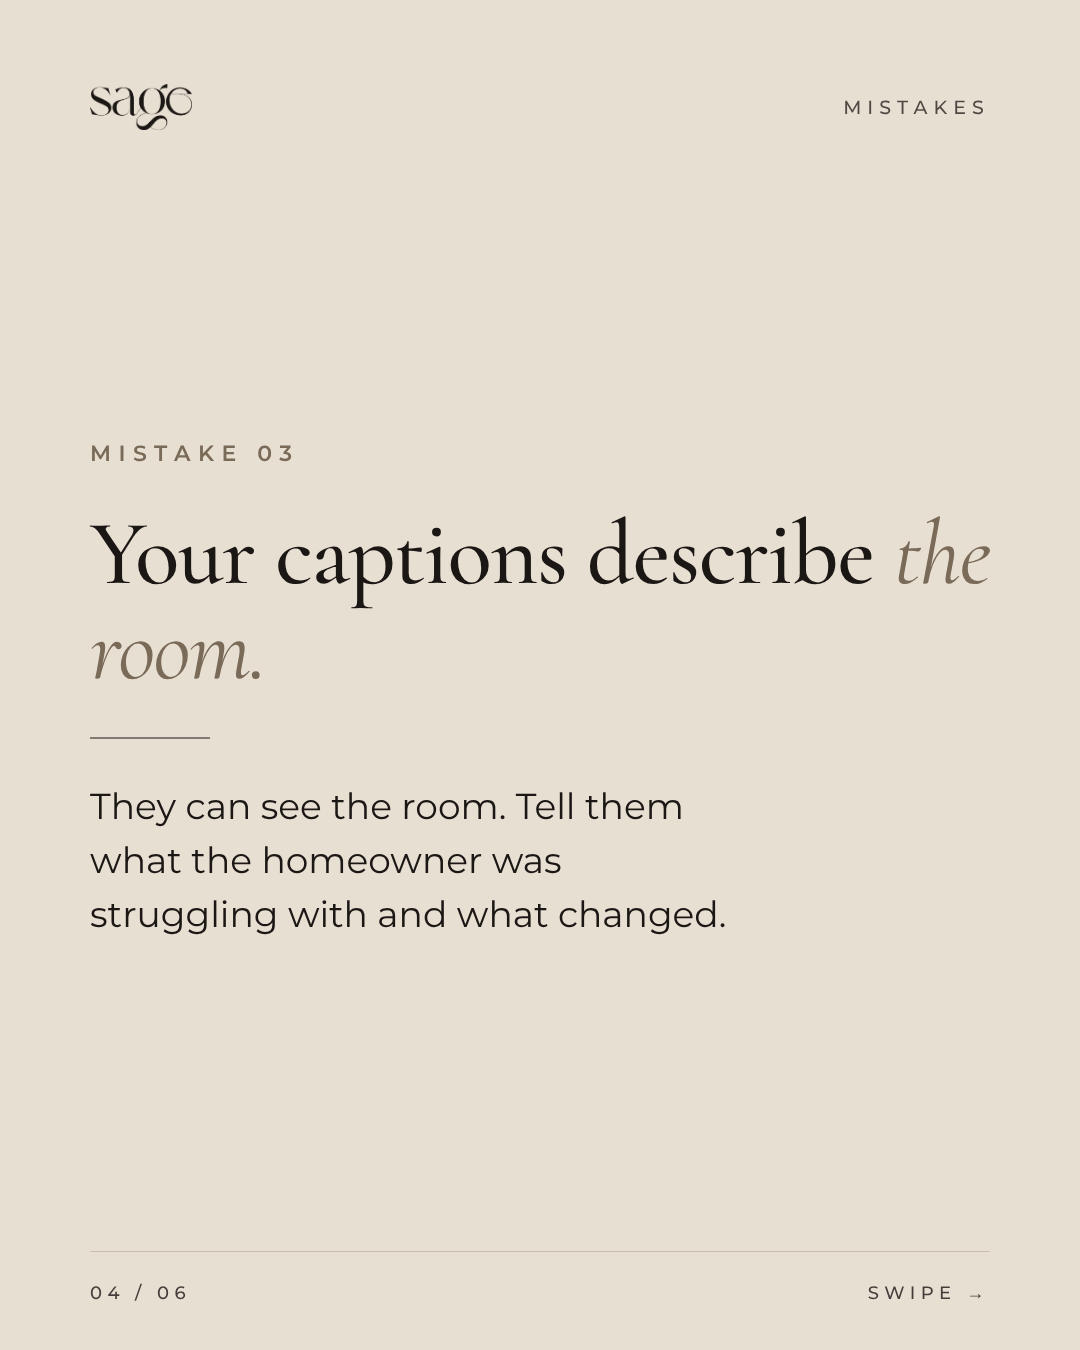 sage
MISTAKES
MISTAKE 03
Your captions describe the
room.
They can see the room. Tell them
what the homeowner was
struggling with and what changed.
04 / 06
SWIPE →